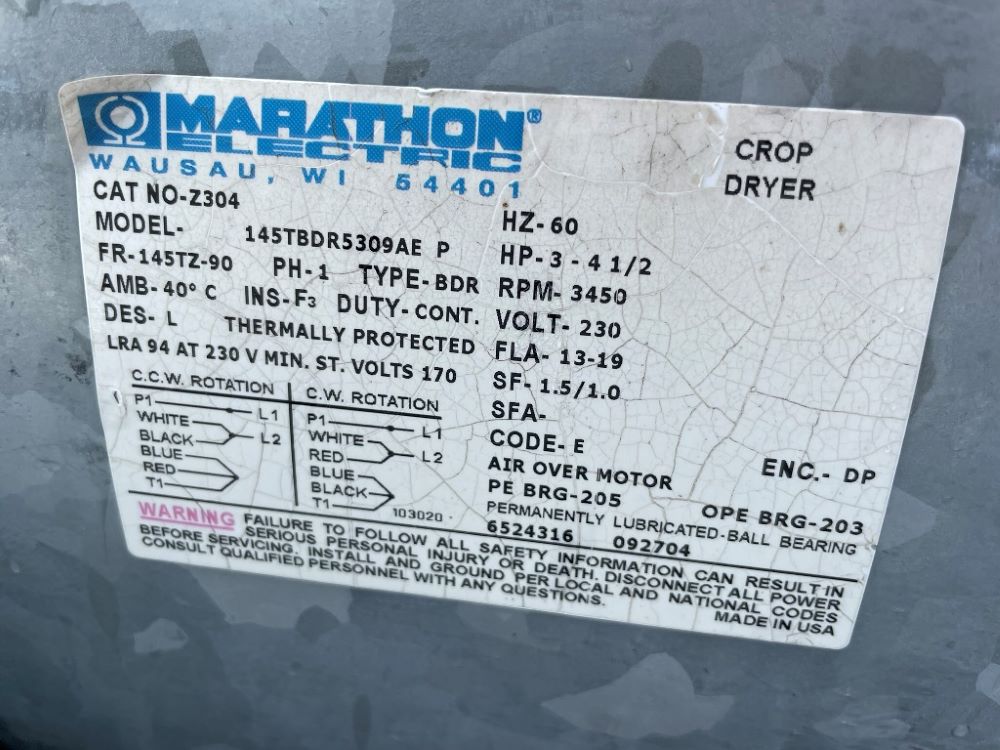 MARATHON®
ELECTRIC
WAUSAU, WI 54401
CROP
DRYER
CAT NO-Z304
MODEL- 145TBDR5309AE P
FR-145TZ-90 PH-1 TYPE-BDR
AMB-40° C INS-F3 DUTY-CONT.
DES- L THERMALLY PROTECTED
LRA 94 AT 230 V MIN. ST. VOLTS 170
HZ-60
HP-3 - 4 1/2
RPM- 3450
VOLT- 230
FLA- 13-19
SF- 1.5/1.0
SFA-
CODE- E
AIR OVER MOTOR ENC.- DP
PE BRG-205 OPE BRG-203
PERMANENTLY LUBRICATED-BALL BEARING
6524316 092704
C.C.W. ROTATION
P1 L1
WHITE
BLACK L2
BLUE
RED
T1
C.W. ROTATION
P1 L1
WHITE
RED L2
BLUE
BLACK
T1
103020
WARNING FAILURE TO FOLLOW ALL SAFETY INFORMATION CAN RESULT IN
SERIOUS PERSONAL INJURY OR DEATH. DISCONNECT ALL POWER
BEFORE SERVICING. INSTALL AND GROUND PER LOCAL AND NATIONAL CODES
CONSULT QUALIFIED PERSONNEL WITH ANY QUESTIONS.
MADE IN USA